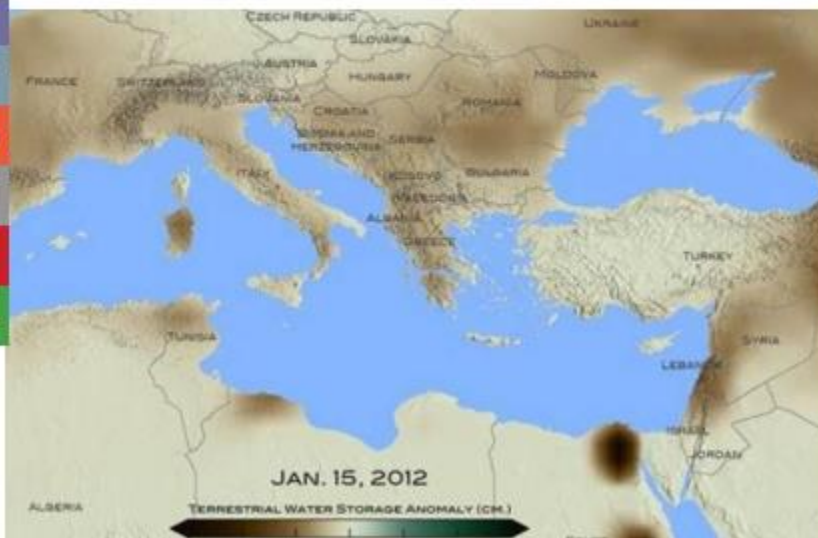 CZECH REPUBLIC
UKRAINE
SLOVAKIA
AUSTRIA
FRANCE
SWITZERLAND
HUNGARY
MOLDOVA
SLOVENIA
CROATIA
ROMANIA
BOSNIA AND
HERZEGOVINA
SERBIA
ITALY
KOSOVO
BULGARIA
MACEDONIA
ALBANIA
GREECE
TURKEY
TUNISIA
SYRIA
LEBANON
ISRAEL
JORDAN
JAN. 15, 2012
ALGERIA
TERRESTRIAL WATER STORAGE ANOMALY (CM.)